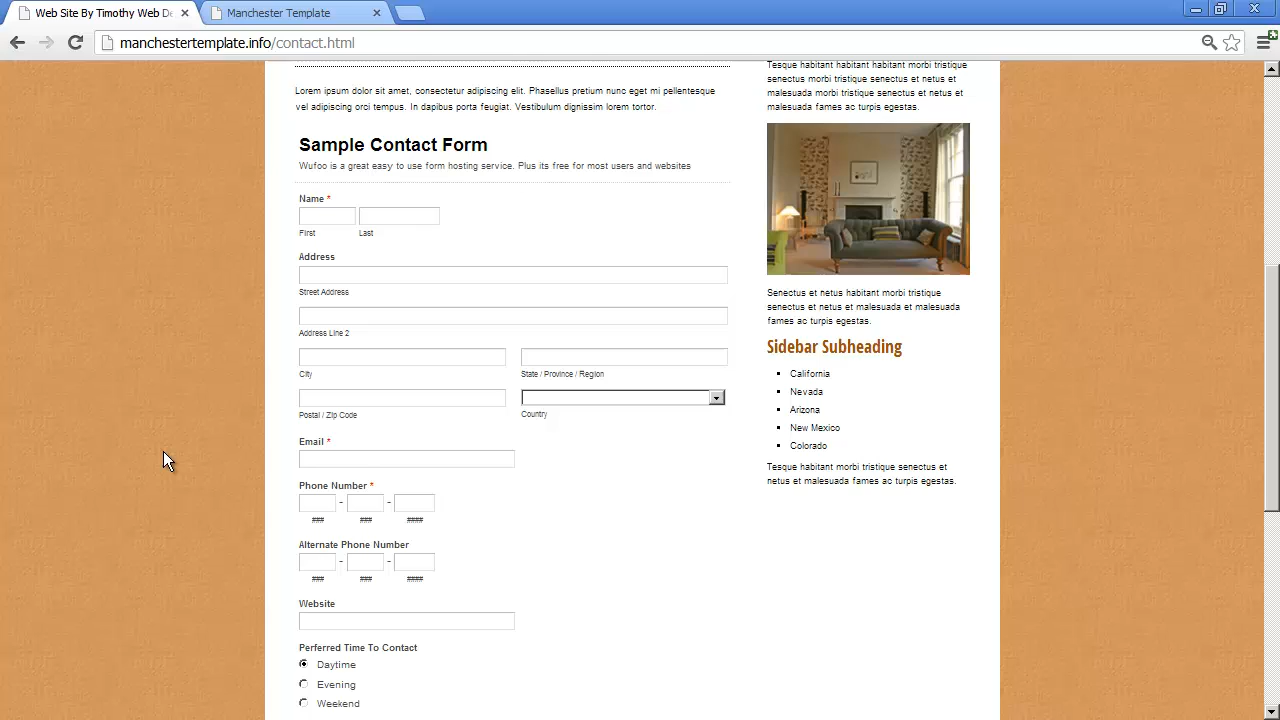 Web Site By Timothy Web De
Manchester Template
manchestertemplate.info/contact.html
Lorem ipsum dolor sit amet, consectetur adipiscing elit. Phasellus pretium nunc eget mi pellentesque
vel adipiscing orci tempus. In dapibus porta feugiat. Vestibulum dignissim lorem tortor.
Sample Contact Form
Wufoo is a great easy to use form hosting service. Plus its free for most users and websites
Name *
First Last
Address
Street Address
Address Line 2
City State / Province / Region
Postal / Zip Code Country
Email *
Phone Number *
- -
### ### ####
Alternate Phone Number
- -
### ### ####
Website
Perferred Time To Contact
Daytime
Evening
Weekend
Tesque habitant morbi habitant habitant morbi tristique
senectus morbi tristique senectus et netus et
malesuada fames morbi tristique senectus et netus et
malesuada fames ac turpis egestas.
Senectus et netus habitant morbi tristique
senectus et netus et malesuada et malesuada
fames ac turpis egestas.
Sidebar Subheading
California
Nevada
Arizona
New Mexico
Colorado
Tesque habitant morbi tristique senectus et
netus et malesuada fames ac turpis egestas.